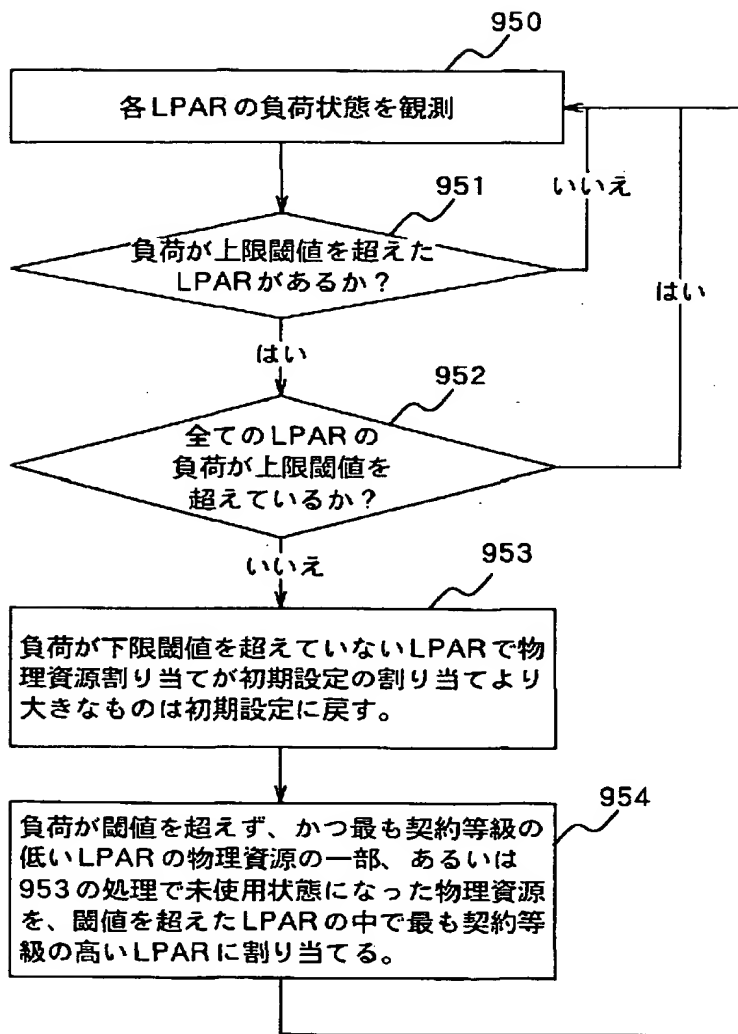 950
各LPARの負荷状態を観測
951
いいえ
負荷が上限閾値を超えた
LPARがあるか?
はい
はい
952
全てのLPARの
負荷が上限閾値を
超えているか?
いいえ
953
負荷が下限閾値を超えていないLPARで物
理資源割り当てが初期設定の割り当てより
大きなものは初期設定に戻す。
954
負荷が閾値を超えず、かつ最も契約等級の
低いLPARの物理資源の一部、あるいは
953の処理で未使用状態になった物理資源
を、閾値を超えたLPARの中で最も契約等
級の高いLPARに割り当てる。